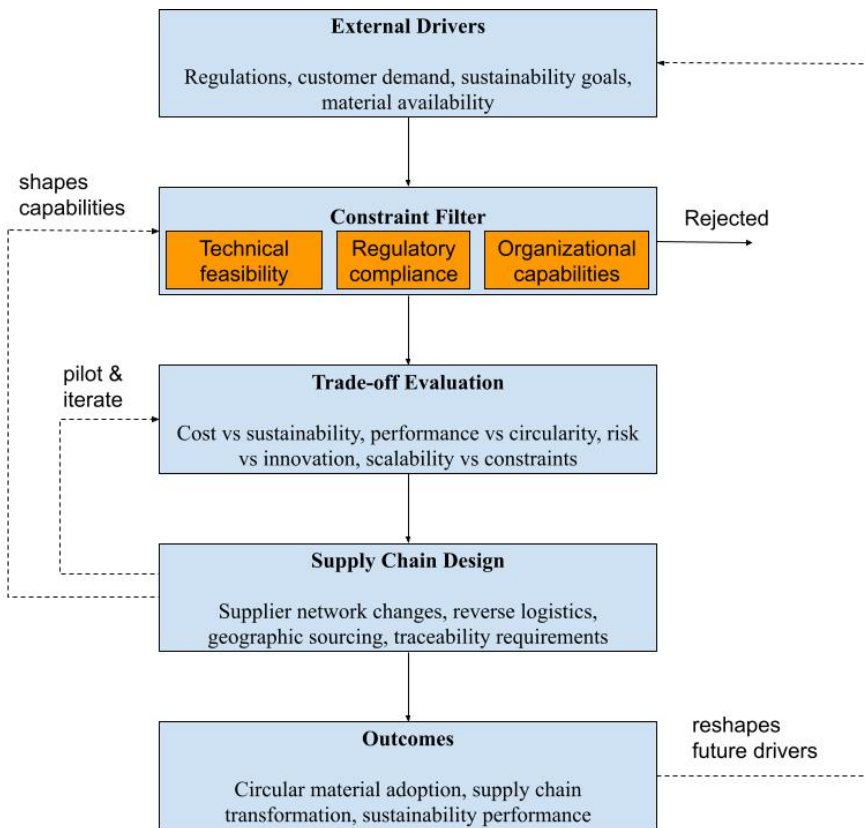 External Drivers
Regulations, customer demand, sustainability goals,
material availability
shapes
capabilities
Constraint Filter
Technical
feasibility
Regulatory
compliance
Organizational
capabilities
Rejected
pilot &
iterate
Trade-off Evaluation
Cost vs sustainability, performance vs circularity, risk
vs innovation, scalability vs constraints
Supply Chain Design
Supplier network changes, reverse logistics,
geographic sourcing, traceability requirements
Outcomes
Circular material adoption, supply chain
transformation, sustainability performance
reshapes
future drivers